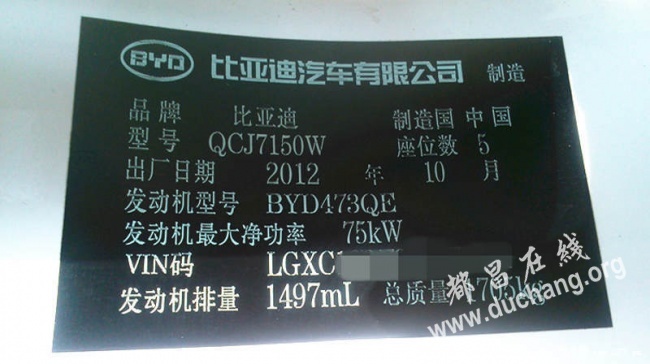 BYD 比亚迪汽车有限公司 制造
品牌 比亚迪 制造国 中国
型号 QCJ7150W 座位数 5
出厂日期 2012 年 10 月
发动机型号 BYD473QE
发动机最大净功率 75kW
VIN码 LGXC
发动机排量 1497mL 总质量 1705kg
都昌在线
www.duchang.org